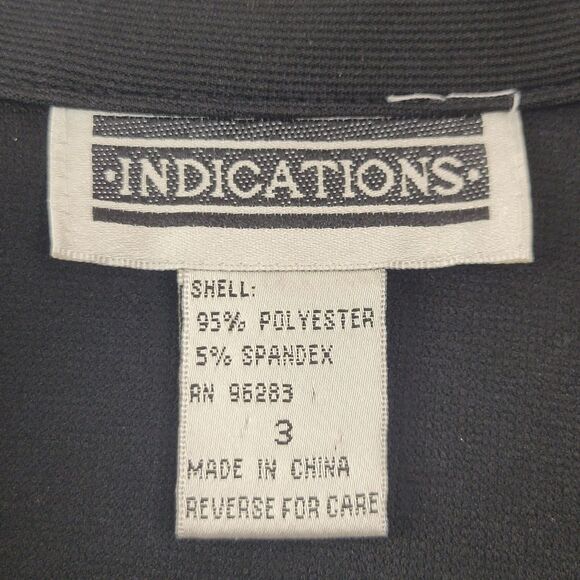 ·INDICATIONS·
SHELL:
95% POLYESTER
5% SPANDEX
RN 96283
3
MADE IN CHINA
REVERSE FOR CARE